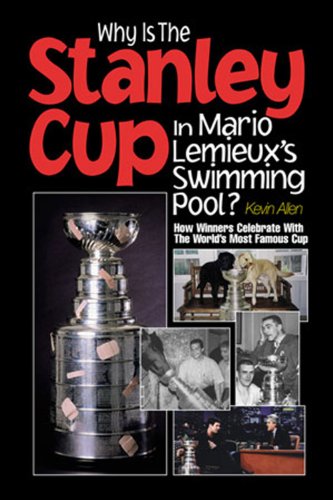 Why Is The
Stanley
Cup
In Mario
Lemieux's
Swimming
Pool?
Kevin Allen
How Winners Celebrate With
The World's Most Famous Cup